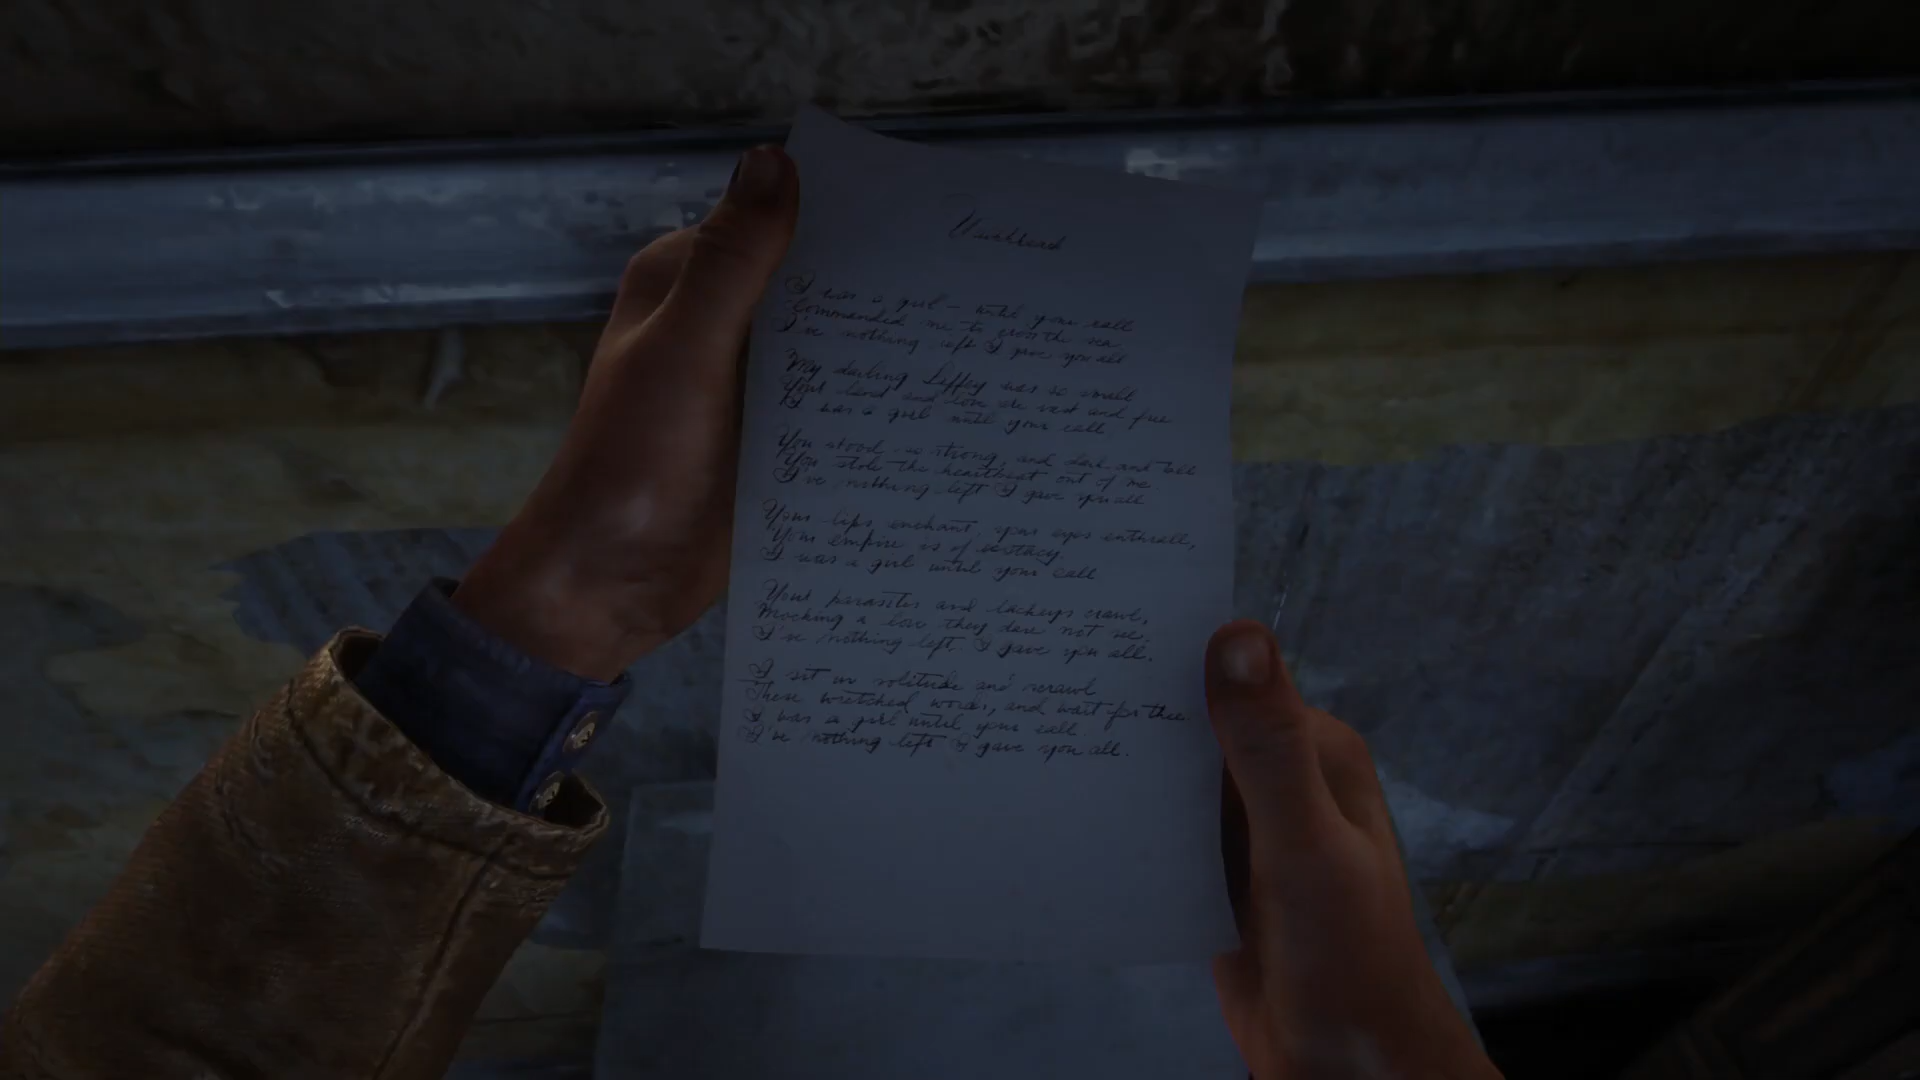 I was a girl – until your call
Commanded me to cross the sea
I've nothing left I gave you all
My darling Liffey was so small
Your land and love are vast and free
I was a girl until your call
You stood so strong, and dark and tall
You stole the heartbeat out of me.
I've nothing left I gave you all
Your lips enchant, your eyes enthrall,
Your empire is of ecstacy.
I was a girl until your call
Your parasites and lackeys crawl,
Mocking a love they dare not see.
I've nothing left, I gave you all.
I sit in solitude and scrawl
These wretched words, and wait for thee.
I was a girl until your call.
I've nothing left I gave you all.